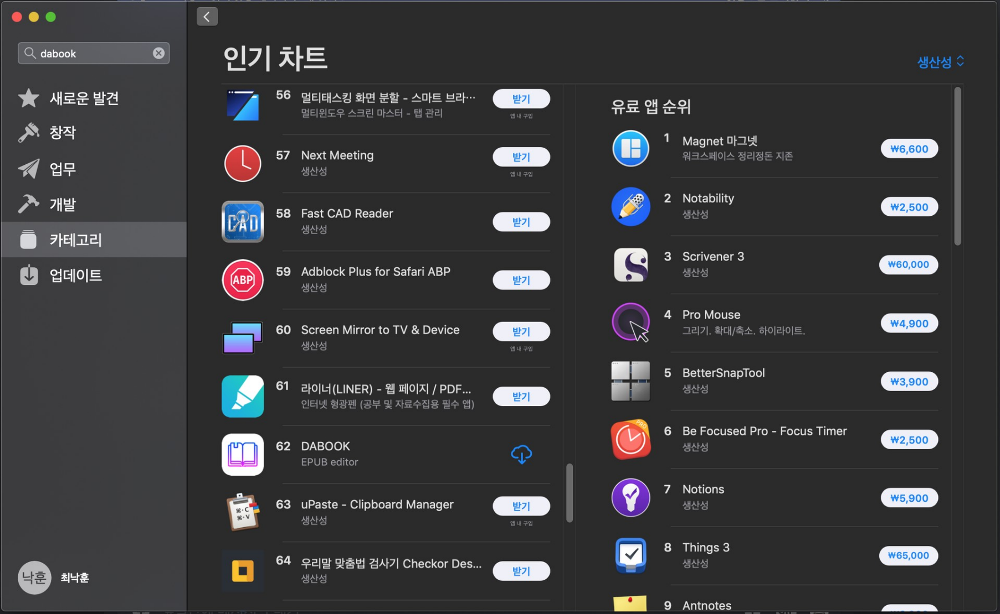 dabook
새로운 발견
창작
업무
개발
카테고리
업데이트
낙훈
최낙훈
인기 차트
생산성
56
멀티태스킹 화면 분할 - 스마트 브라…
멀티윈도우 스크린 마스터 - 탭 관리
받기
앱 내 구입
57
Next Meeting
생산성
받기
앱 내 구입
CAD
58
Fast CAD Reader
생산성
받기
ABP
59
Adblock Plus for Safari ABP
생산성
받기
60
Screen Mirror to TV & Device
생산성
받기
앱 내 구입
61
라이너(LINER) - 웹 페이지 / PDF...
인터넷 형광펜 (공부 및 자료수집용 필수 앱)
받기
62
DABOOK
EPUB editor
⌘+C
⌘+V
63
uPaste - Clipboard Manager
생산성
받기
앱 내 구입
64
우리말 맞춤법 검사기 Checkor Des...
생산성
받기
유료 앱 순위
1
Magnet 마그넷
워크스페이스 정리정돈 지존
₩6,600
2
Notability
생산성
₩2,500
3
Scrivener 3
생산성
₩60,000
4
Pro Mouse
그리기. 확대/축소. 하이라이트.
₩4,900
5
BetterSnapTool
생산성
₩3,900
PRO
6
Be Focused Pro - Focus Timer
생산성
₩2,500
7
Notions
생산성
₩5,900
8
Things 3
생산성
₩65,000
9
Antnotes